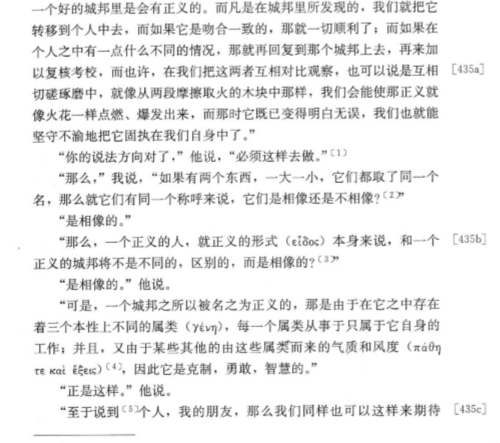 一个好的城邦里是会有正义的。而凡是在城邦里所发现的，我们就把它
转移到个人中去，而如果它是吻合一致的，那就一切顺利了；而如果在
个人之中有一点什么不同的情况，那就再回复到那个城邦上去，再来加
以复核考校，而也许，在我们把这两者互相对比观察，也可以说是互相 [435a]
切磋琢磨中，就像从两段摩擦取火的木块中那样，我们会能使那正义就
像火花一样点燃、爆发出来，而那时它既已变得明白无误，我们也就能
坚守不渝地把它固执在我们自身中了。”
“你的说法方向对了，”他说，“必须这样去做。”〔1〕
“那么，”我说，“如果有两个东西，一大一小，它们都取了同一个
名，那么就它们有同一个称呼来说，它们是相像还是不相像？〔2〕”
“是相像的。”
“那么，一个正义的人，就正义的形式（εἶδος）本身来说，和一个 [435b]
正义的城邦将不是不同的，区别的，而是相像的？〔3〕”
“是相像的。”他说。
“可是，一个城邦之所以被名之为正义的，那是由于在它之中存在
着三个本性上不同的属类（γένη），每一个属类从事于只属于它自身的
工作；并且，又由于某些其他的由这些属类而来的气质和风度（πάθη
τε καὶ ἕξεις）〔4〕，因此它是克制，勇敢，智慧的。”
“正是这样。”他说。
“至于说到〔5〕个人，我的朋友，那么我们同样也可以这样来期待 [435c]